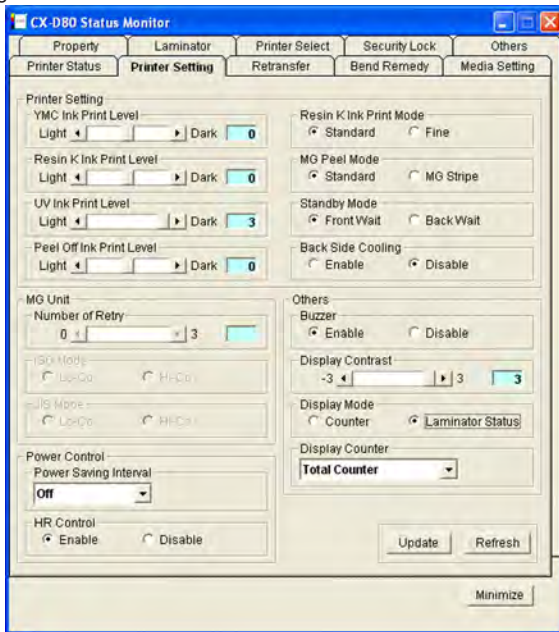 CX-D80 Status Monitor
Property Laminator Printer Select Security Lock Others
Printer Status Printer Setting Retransfer Bend Remedy Media Setting
Printer Setting
YMC Ink Print Level
Light Dark 0
Resin K Ink Print Level
Light Dark 0
UV Ink Print Level
Light Dark 3
Peel Off Ink Print Level
Light Dark 0
Resin K Ink Print Mode
Standard Fine
MG Peel Mode
Standard MG Stripe
Standby Mode
Front Wait Back Wait
Back Side Cooling
Enable Disable
MG Unit
Number of Retry
0 3
ISO Mode
Lo-Co Hi-Co
JIS Mode
Lo-Co Hi-Co
Power Control
Power Saving Interval
Off
HR Control
Enable Disable
Others
Buzzer
Enable Disable
Display Contrast
-3 3 3
Display Mode
Counter Laminator Status
Display Counter
Total Counter
Update Refresh
Minimize